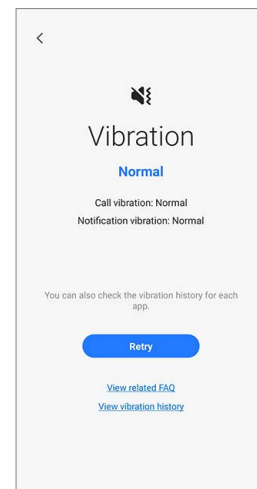 Vibration
Normal
Call vibration: Normal
Notification vibration: Normal
You can also check the vibration history for each
app.
Retry
View related FAQ
View vibration history